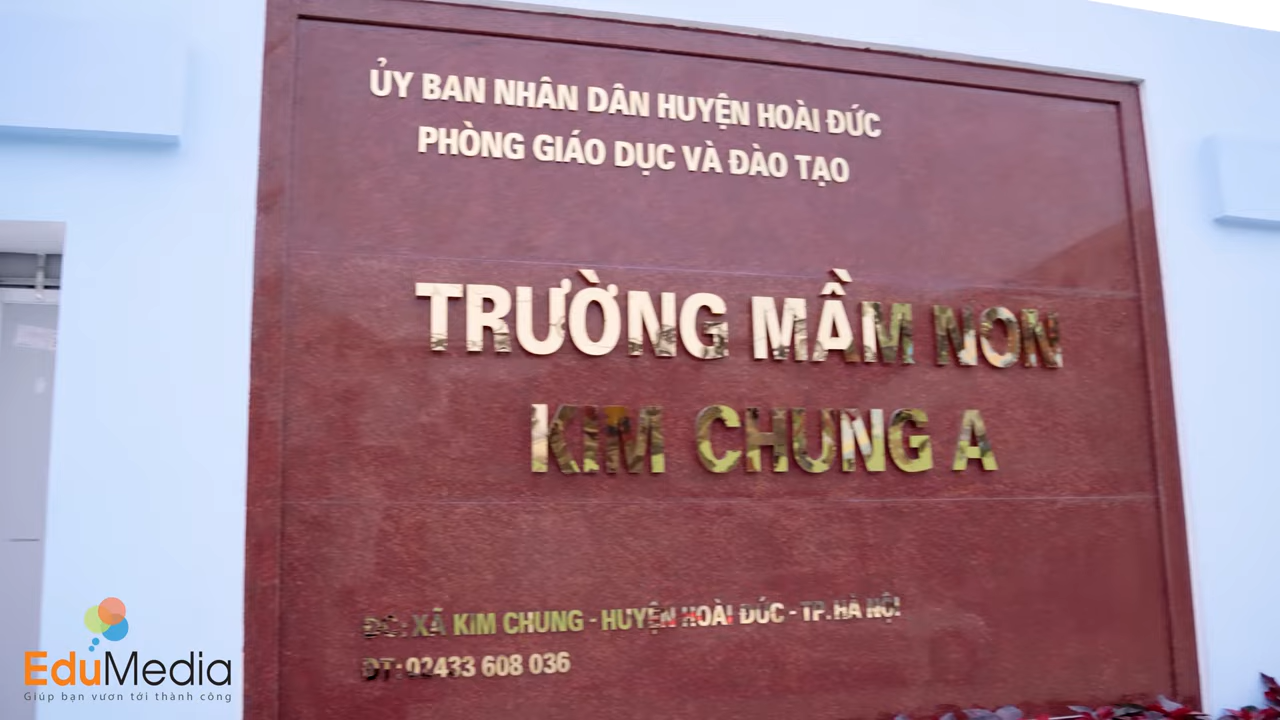 ỦY BAN NHÂN DÂN HUYỆN HOÀI ĐỨC
PHÒNG GIÁO DỤC VÀ ĐÀO TẠO
TRƯỜNG MẦM NON
KIM CHUNG A
ĐC: XÃ KIM CHUNG - HUYỆN HOÀI ĐÚC - TP. HÀ NỘI
ĐT: 02433 608 036
EduMedia
Giúp bạn vươn tới thành công